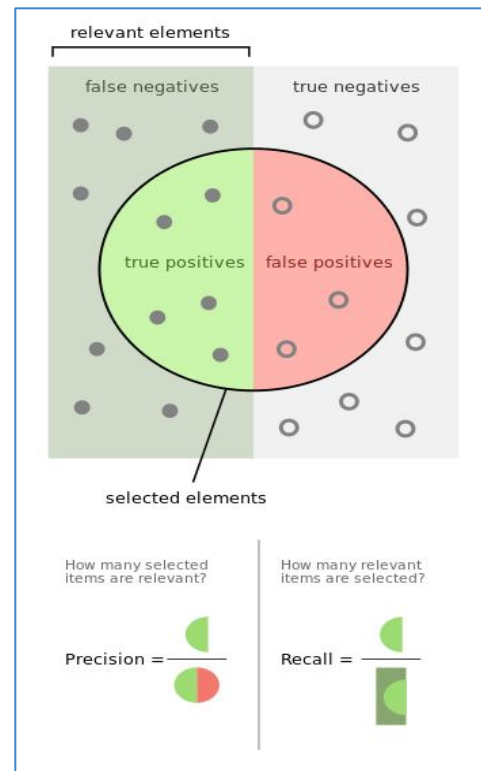 relevant elements
false negatives
true negatives
true positives
false positives
selected elements
How many selected
items are relevant?
Precision =
How many relevant
items are selected?
Recall =